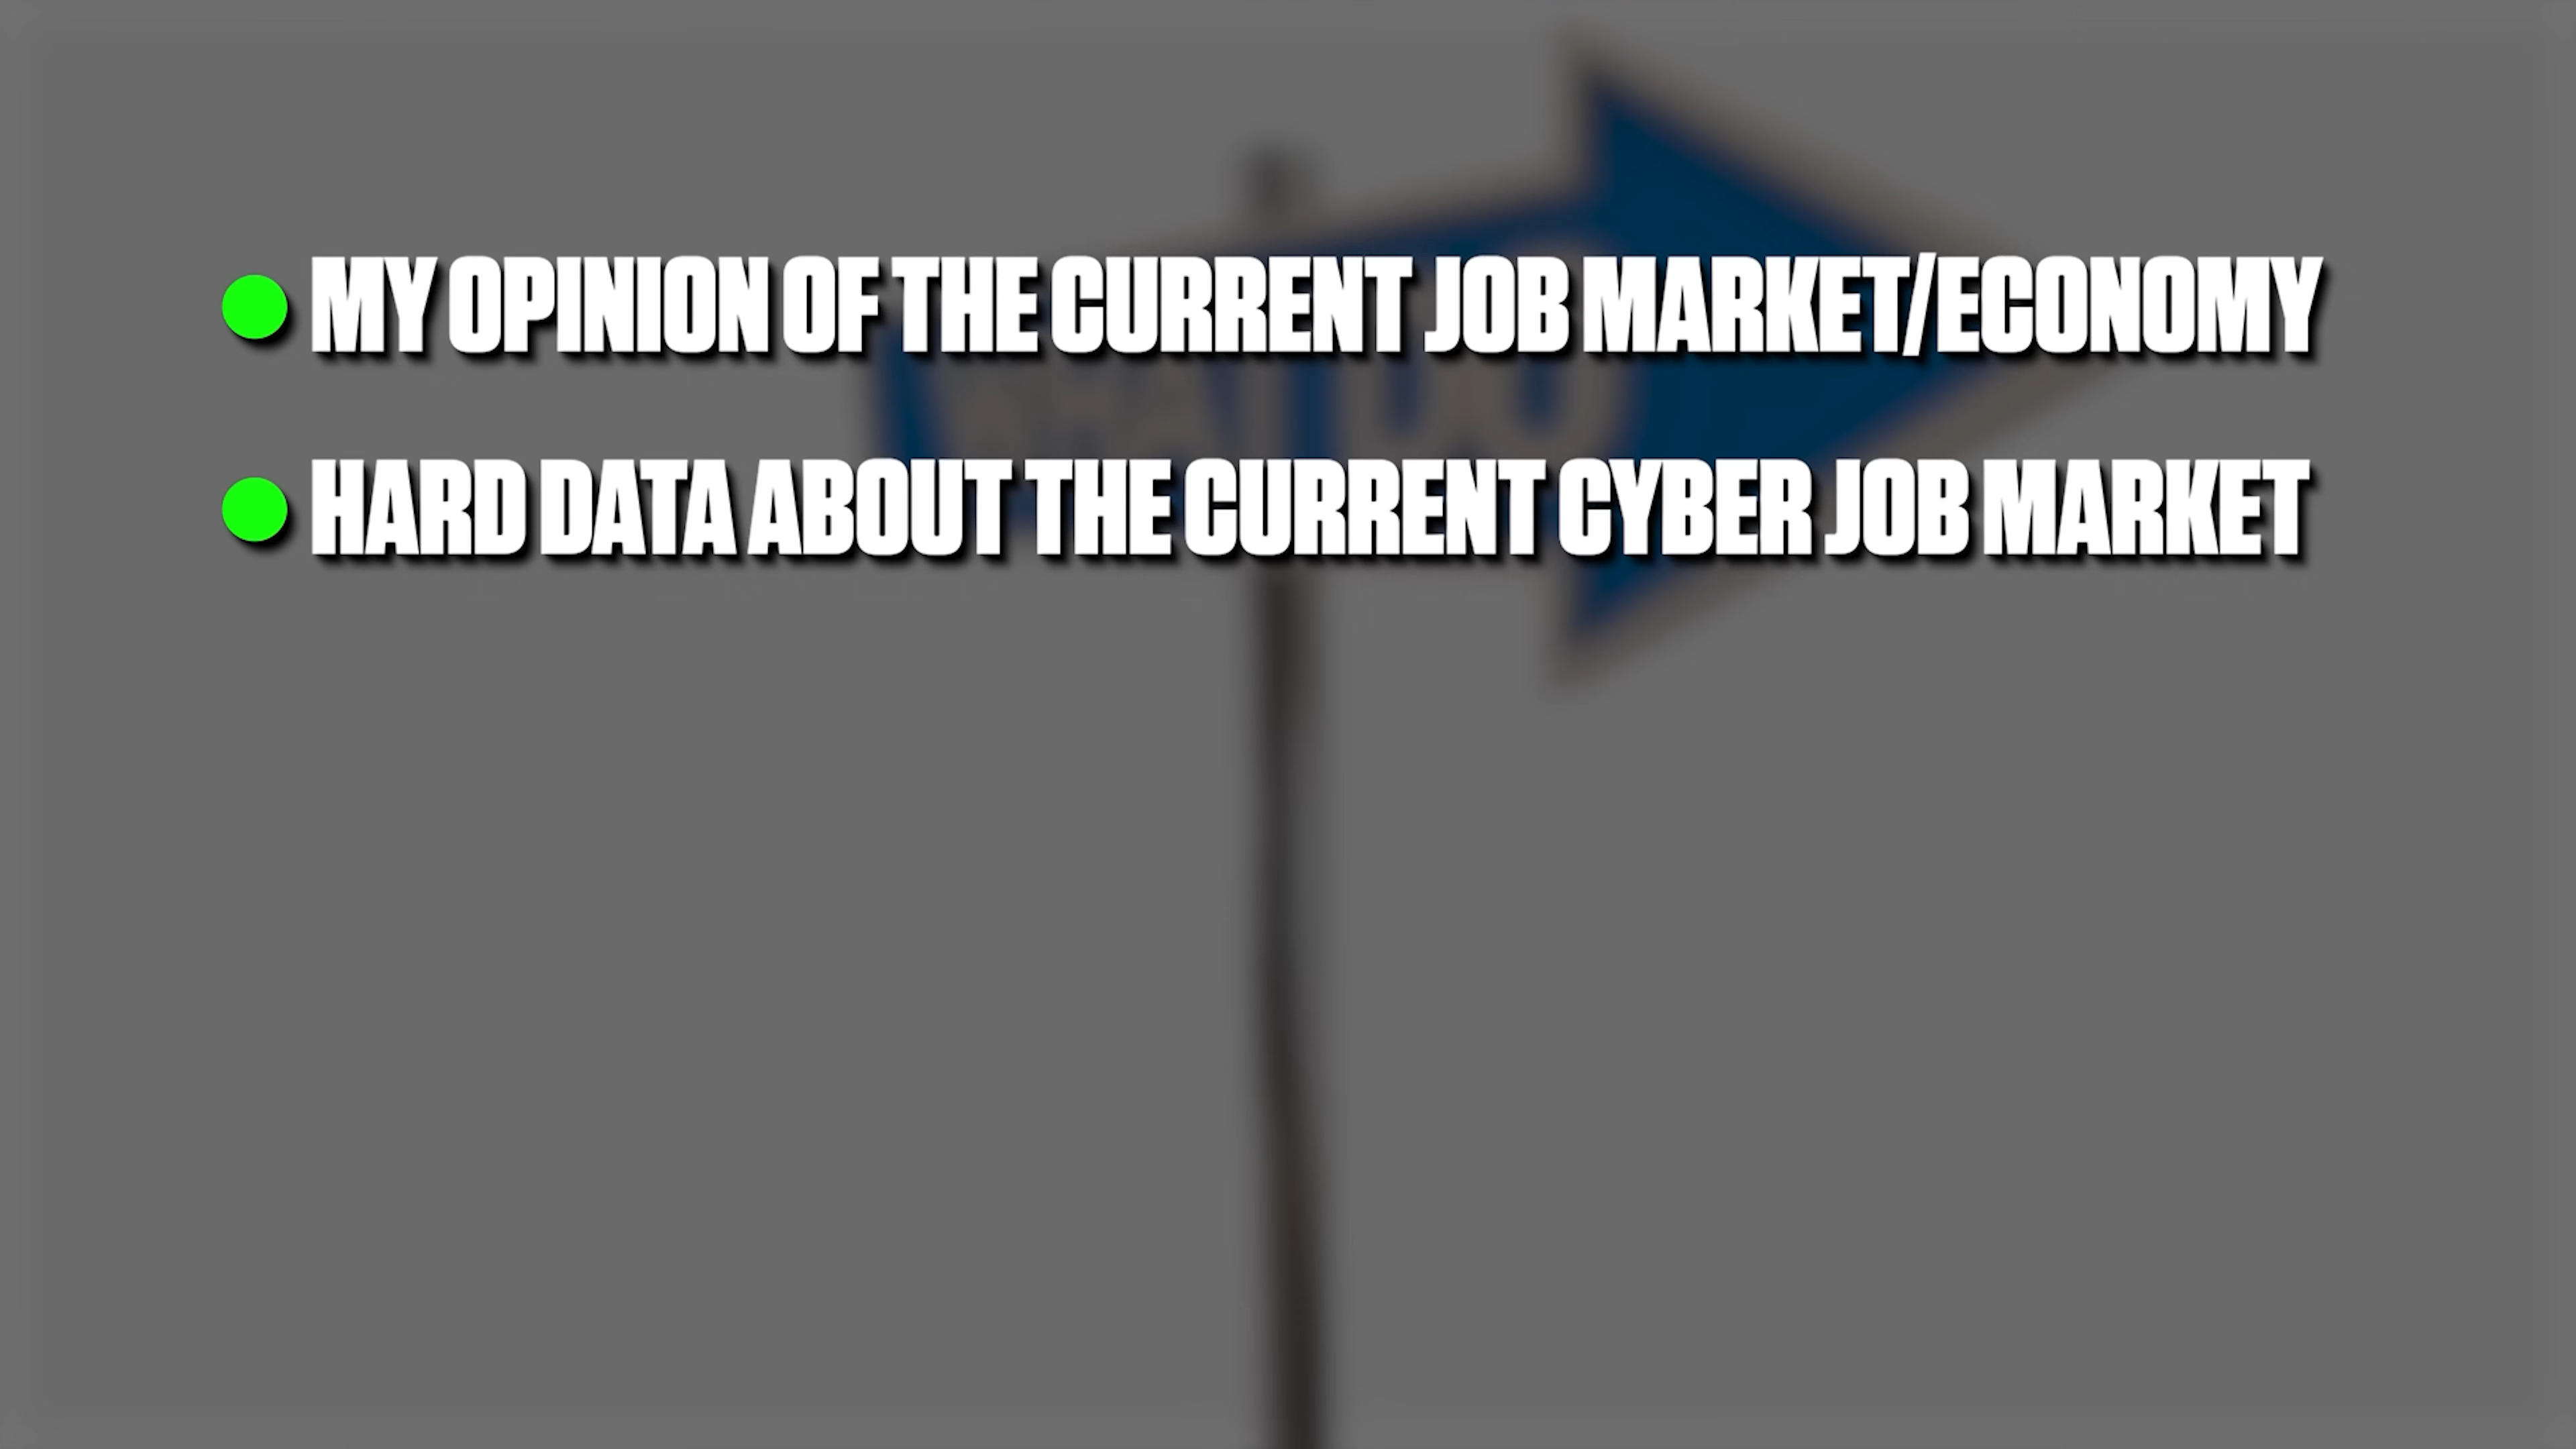 MY OPINION OF THE CURRENT JOB MARKET/ECONOMY
HARD DATA ABOUT THE CURRENT CYBER JOB MARKET